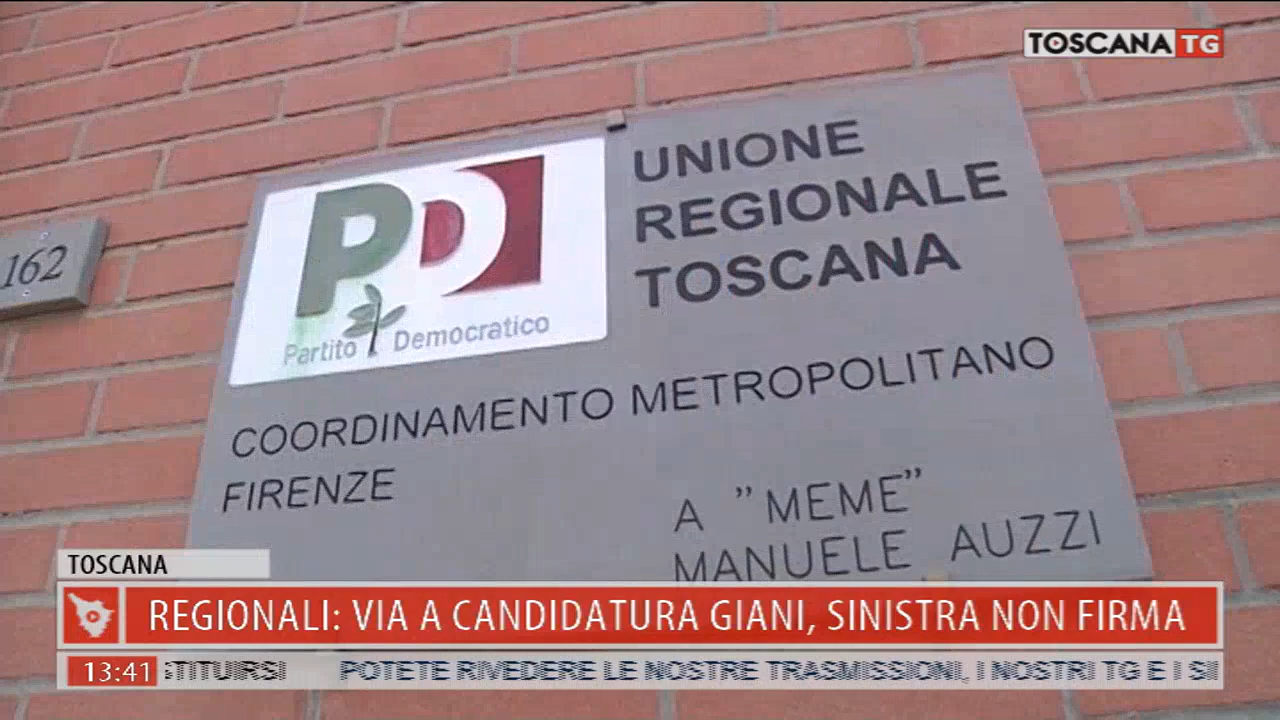 TOSCANA TG
UNIONE
REGIONALE
TOSCANA
162
PD
Partito Democratico
COORDINAMENTO METROPOLITANO
FIRENZE
A "MEME"
MANUELE AUZZI
TOSCANA
REGIONALI: VIA A CANDIDATURA GIANI, SINISTRA NON FIRMA
13:41 STITUIRSI POTETE RIVEDERE LE NOSTRE TRASMISSIONI, I NOSTRI TG E I